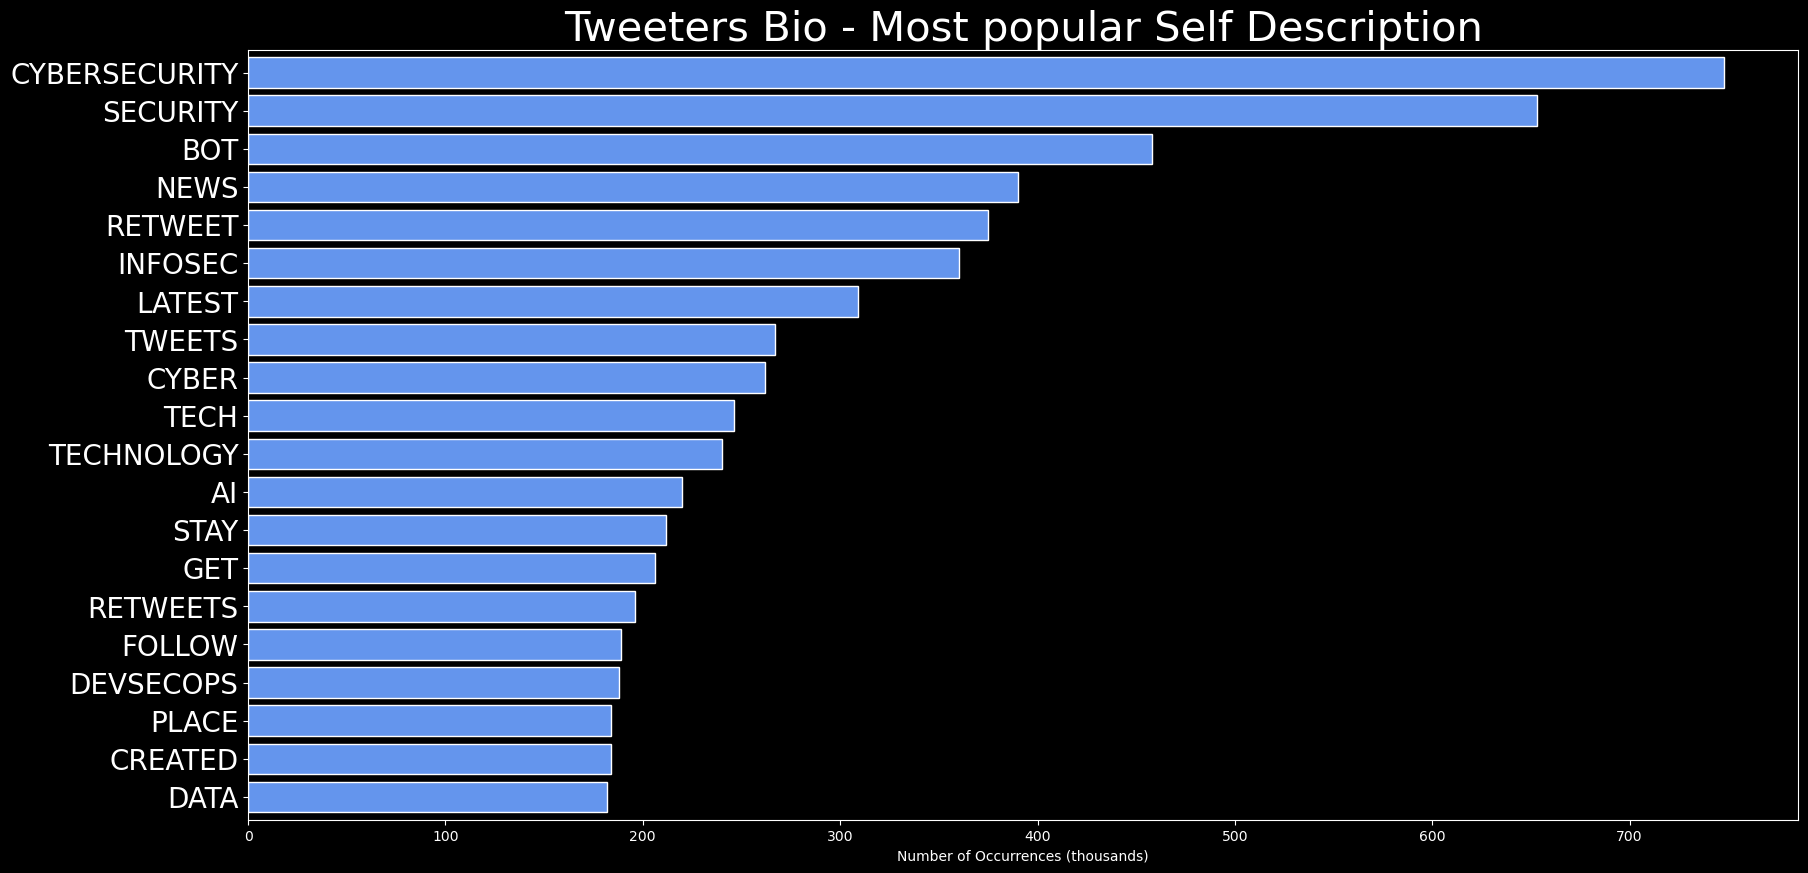 Tweeters Bio - Most popular Self Description
CYBERSECURITY
SECURITY
BOT
NEWS
RETWEET
INFOSEC
LATEST
TWEETS
CYBER
TECH
TECHNOLOGY
AI
STAY
GET
RETWEETS
FOLLOW
DEVSECOPS
PLACE
CREATED
DATA
0 100 200 300 400 500 600 700
Number of Occurrences (thousands)